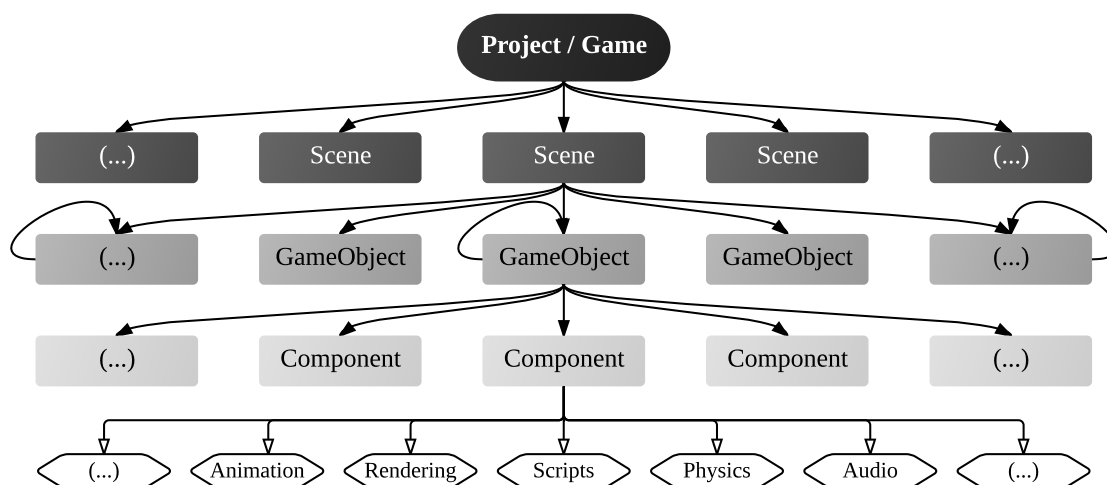 Project / Game
(...) Scene Scene Scene (...)
(...) GameObject GameObject GameObject (...)
(...) Component Component Component (...)
(...) Animation Rendering Scripts Physics Audio (...)